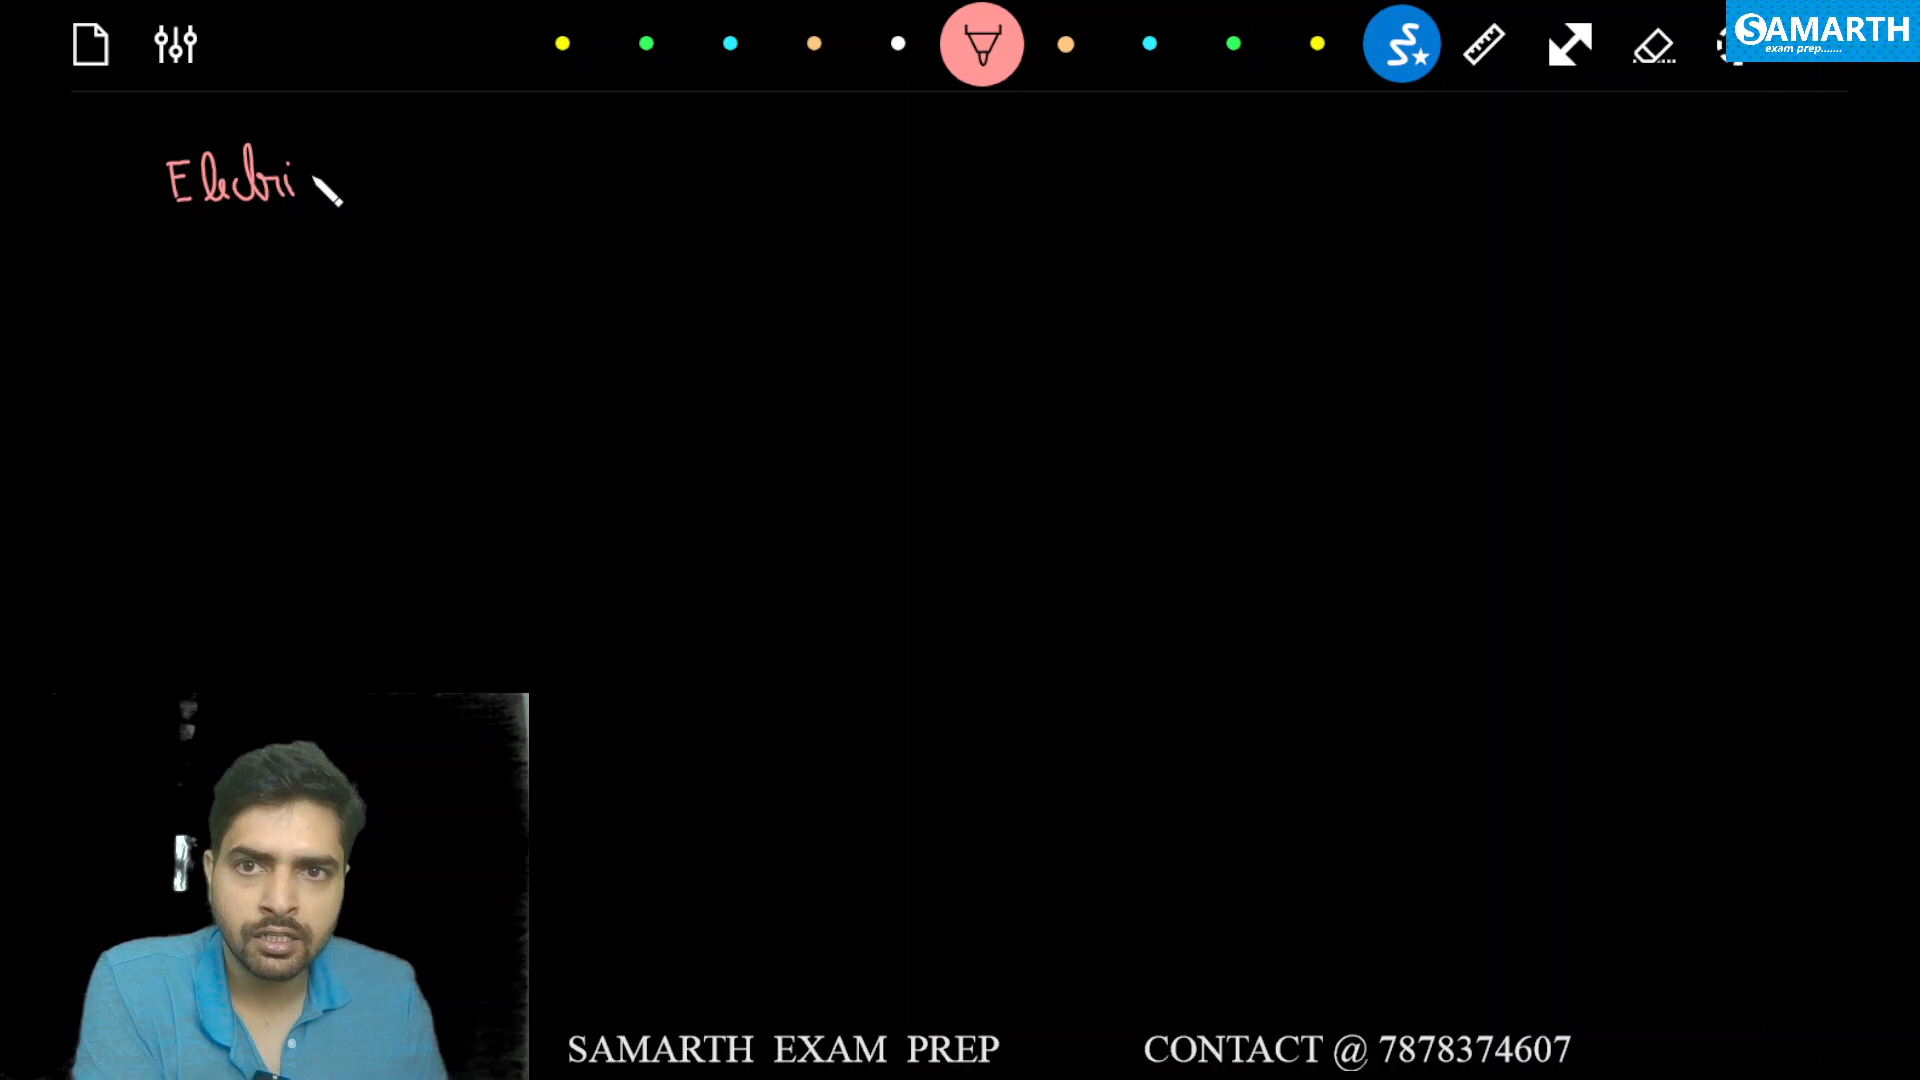 SAMARTH
exam prep.......
Electri
SAMARTH EXAM PREP
CONTACT @ 7878374607